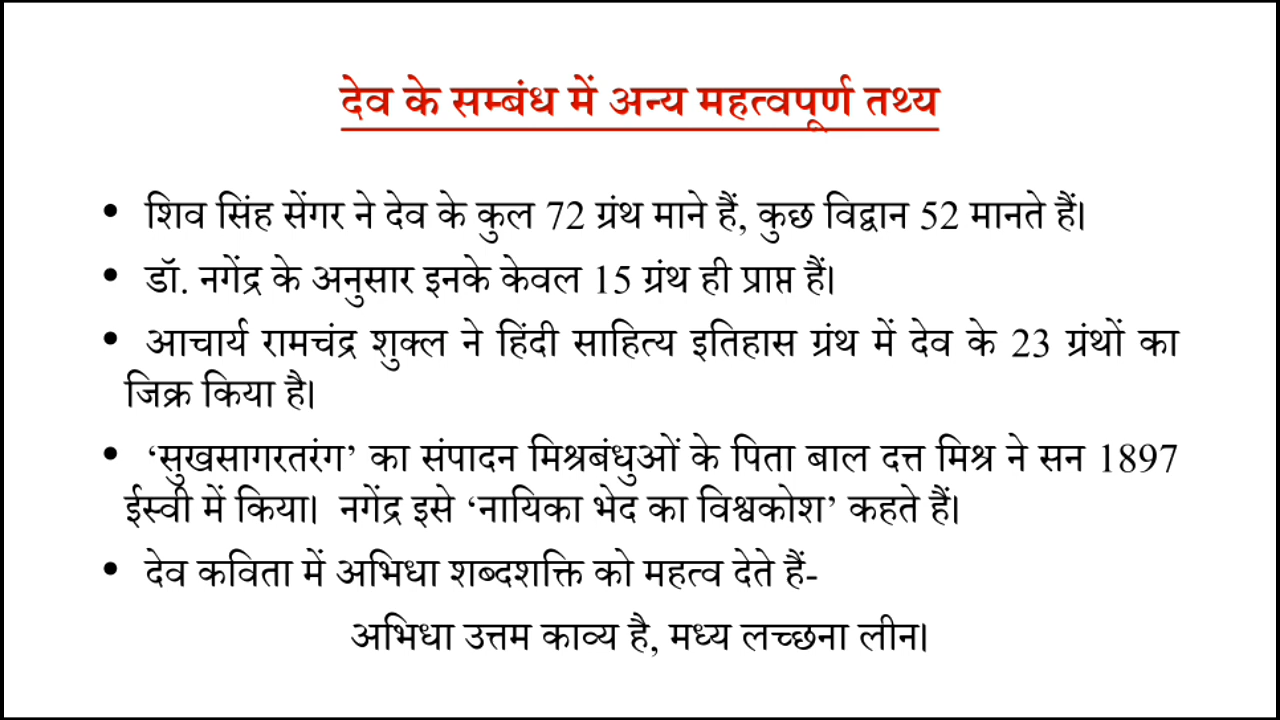 देव के सम्बंध में अन्य महत्वपूर्ण तथ्य
• शिव सिंह सेंगर ने देव के कुल 72 ग्रंथ माने हैं, कुछ विद्वान 52 मानते हैं।
• डॉ. नगेंद्र के अनुसार इनके केवल 15 ग्रंथ ही प्राप्त हैं।
• आचार्य रामचंद्र शुक्ल ने हिंदी साहित्य इतिहास ग्रंथ में देव के 23 ग्रंथों का
जिक्र किया है।
• ‘सुखसागरतरंग’ का संपादन मिश्रबंधुओं के पिता बाल दत्त मिश्र ने सन 1897
ईस्वी में किया। नगेंद्र इसे ‘नायिका भेद का विश्वकोश’ कहते हैं।
• देव कविता में अभिधा शब्दशक्ति को महत्व देते हैं-
अभिधा उत्तम काव्य है, मध्य लच्छना लीन।